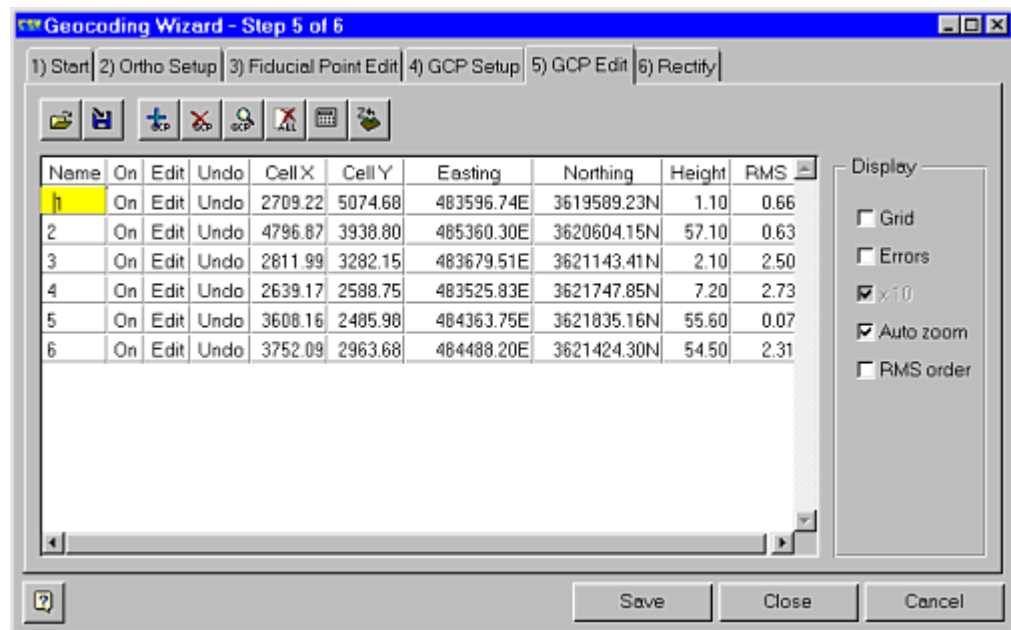 Geocoding Wizard - Step 5 of 6
1) Start 2) Ortho Setup 3) Fiducial Point Edit 4) GCP Setup 5) GCP Edit 6) Rectify
GCP GCP GCP ALL
Name On Edit Undo Cell X Cell Y Easting Northing Height RMS
1 On Edit Undo 2709.22 5074.68 483596.74E 3619589.23N 1.10 0.66
2 On Edit Undo 4796.87 3938.80 485360.30E 3620604.15N 57.10 0.63
3 On Edit Undo 2811.99 3282.15 483679.51E 3621143.41N 2.10 2.50
4 On Edit Undo 2639.17 2588.75 483525.83E 3621747.85N 7.20 2.73
5 On Edit Undo 3608.16 2485.98 484363.75E 3621835.16N 55.60 0.07
6 On Edit Undo 3752.09 2963.68 484488.20E 3621424.30N 54.50 2.31
Display
Grid
Errors
x10
Auto zoom
RMS order
Save Close Cancel